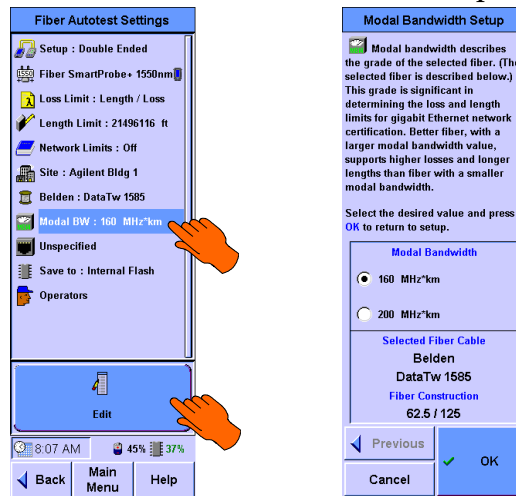 Fiber Autotest Settings
Setup : Double Ended
Fiber SmartProbe+ 1550nm
Loss Limit : Length / Loss
Length Limit : 21496116 ft
Network Limits : Off
Site : Agilent Bldg 1
Belden : DataTw 1585
Modal BW : 160 MHz*km
Unspecified
Save to : Internal Flash
Operators
Edit
8:07 AM 45% 37%
Back Main Menu Help
Modal Bandwidth Setup
Modal bandwidth describes
the grade of the selected fiber. (The
selected fiber is described below.)
This grade is significant in
determining the loss and length
limits for gigabit Ethernet network
certification. Better fiber, with a
larger modal bandwidth value,
supports higher losses and longer
lengths than fiber with a smaller
modal bandwidth.
Select the desired value and press
OK to return to setup.
Modal Bandwidth
160 MHz*km
200 MHz*km
Selected Fiber Cable
Belden
DataTw 1585
Fiber Construction
62.5 / 125
Previous
OK
Cancel